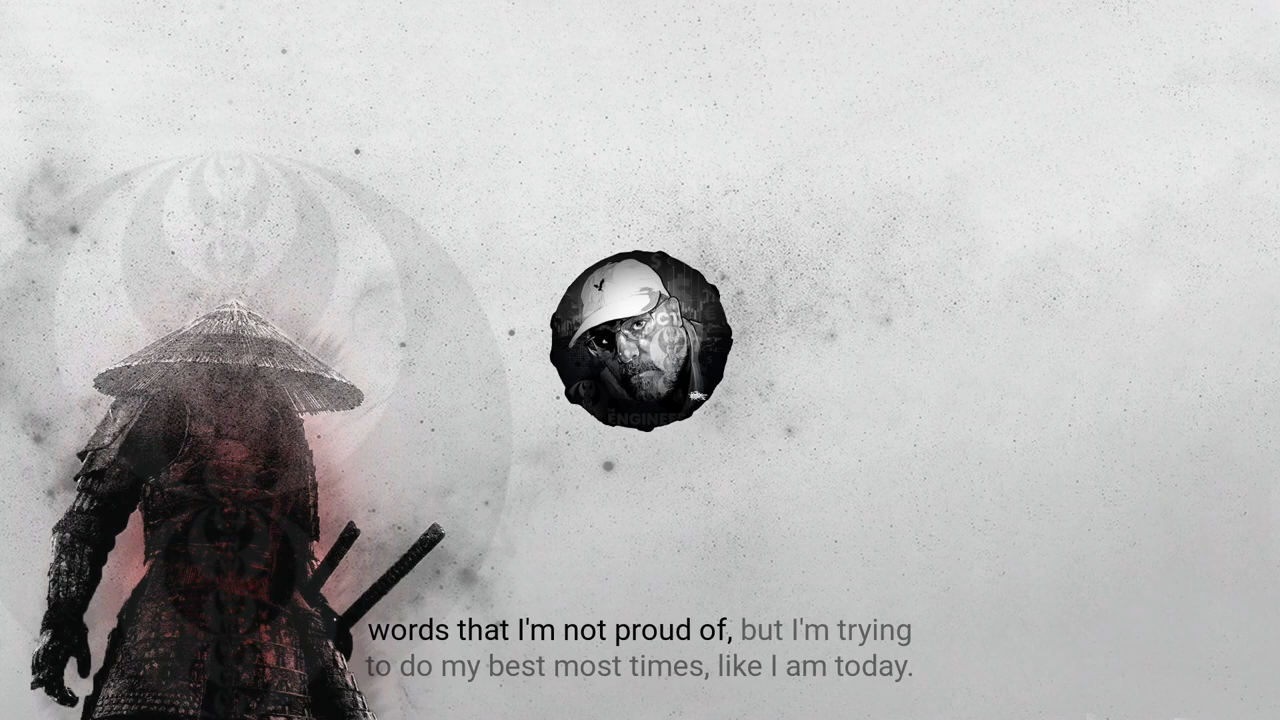 words that I'm not proud of, but I'm trying
to do my best most times, like I am today.